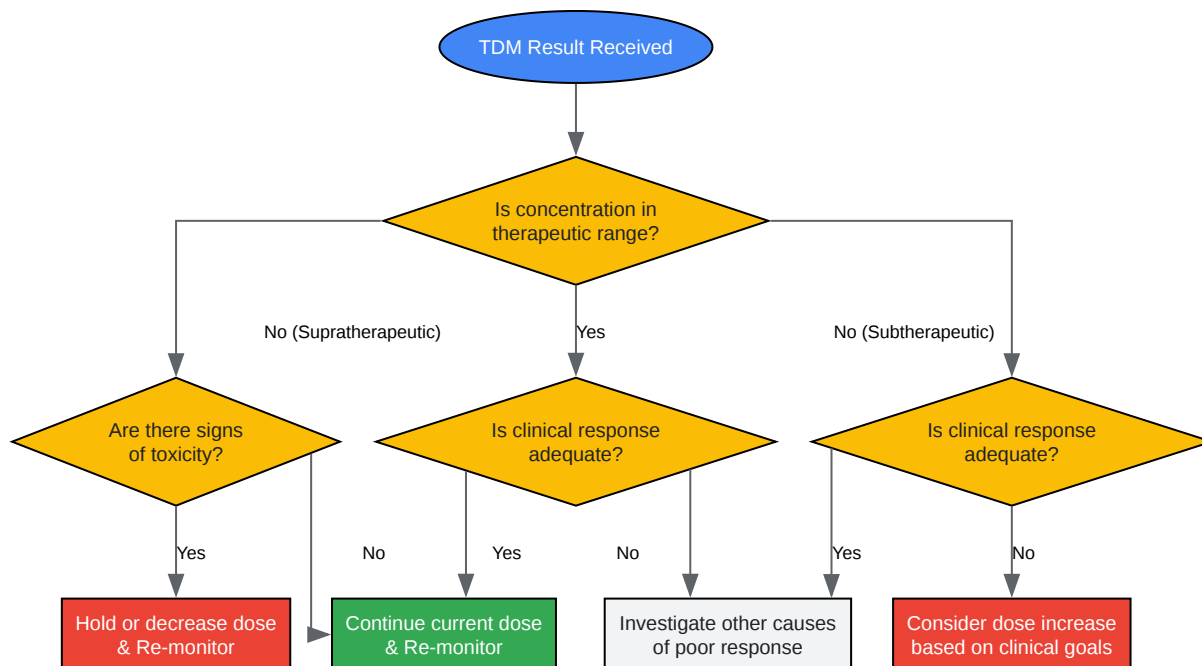 TDM Result Received
Is concentration in
therapeutic range?
No (Supratherapeutic)
Yes
No (Subtherapeutic)
Are there signs
of toxicity?
Is clinical response
adequate?
Is clinical response
adequate?
Yes
No
Yes
No
Yes
No
Hold or decrease dose
& Re-monitor
Continue current dose
& Re-monitor
Investigate other causes
of poor response
Consider dose increase
based on clinical goals